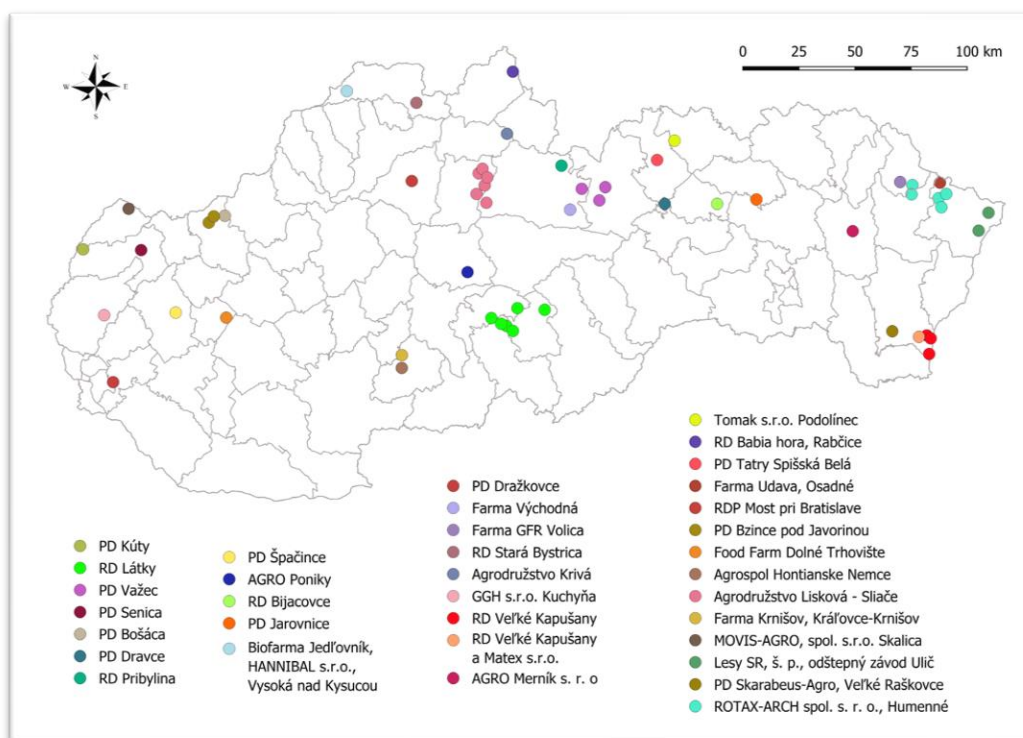 N
W
E
S
0 25 50 75 100 km
PD Kúty
RD Látky
PD Važec
PD Senica
PD Bošáca
PD Dravce
RD Pribylina
PD Špačince
AGRO Poniky
RD Bijacovce
PD Jarovnice
Biofarma Jedľovník,
HANNIBAL s.r.o.,
Vysoká nad Kysucou
PD Dražkovce
Farma Východná
Farma GFR Volica
RD Stará Bystrica
Agrodružstvo Krivá
GGH s.r.o. Kuchyňa
RD Veľké Kapušany
RD Veľké Kapušany
a Matex s.r.o.
AGRO Merník s. r. o
Tomak s.r.o. Podolínec
RD Babia hora, Rabčice
PD Tatry Spišská Belá
Farma Udava, Osadné
RDP Most pri Bratislave
PD Bzince pod Javorinou
Food Farm Dolné Trhovište
Agrospol Hontianske Nemce
Agrodružstvo Lisková - Sliače
Farma Krnišov, Kráľovce-Krnišov
MOVIS-AGRO, spol. s.r.o. Skalica
Lesy SR, š. p., odštepný závod Ulič
PD Skarabeus-Agro, Veľké Raškovce
ROTAX-ARCH spol. s. r. o., Humenné